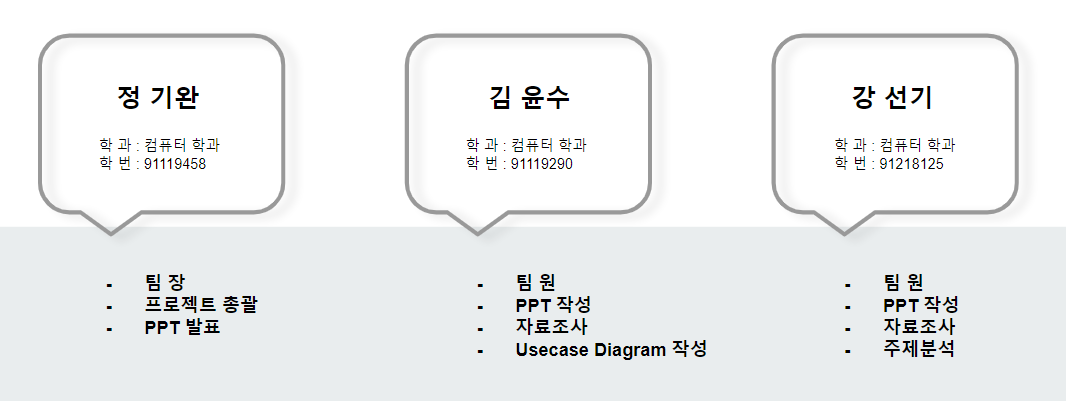 정 기완
학 과 : 컴퓨터 학과
학 번 : 91119458
김 윤수
학 과 : 컴퓨터 학과
학 번 : 91119290
강 선기
학 과 : 컴퓨터 학과
학 번 : 91218125
- 팀 장
- 프로젝트 총괄
- PPT 발표
- 팀 원
- PPT 작성
- 자료조사
- Usecase Diagram 작성
- 팀 원
- PPT 작성
- 자료조사
- 주제분석